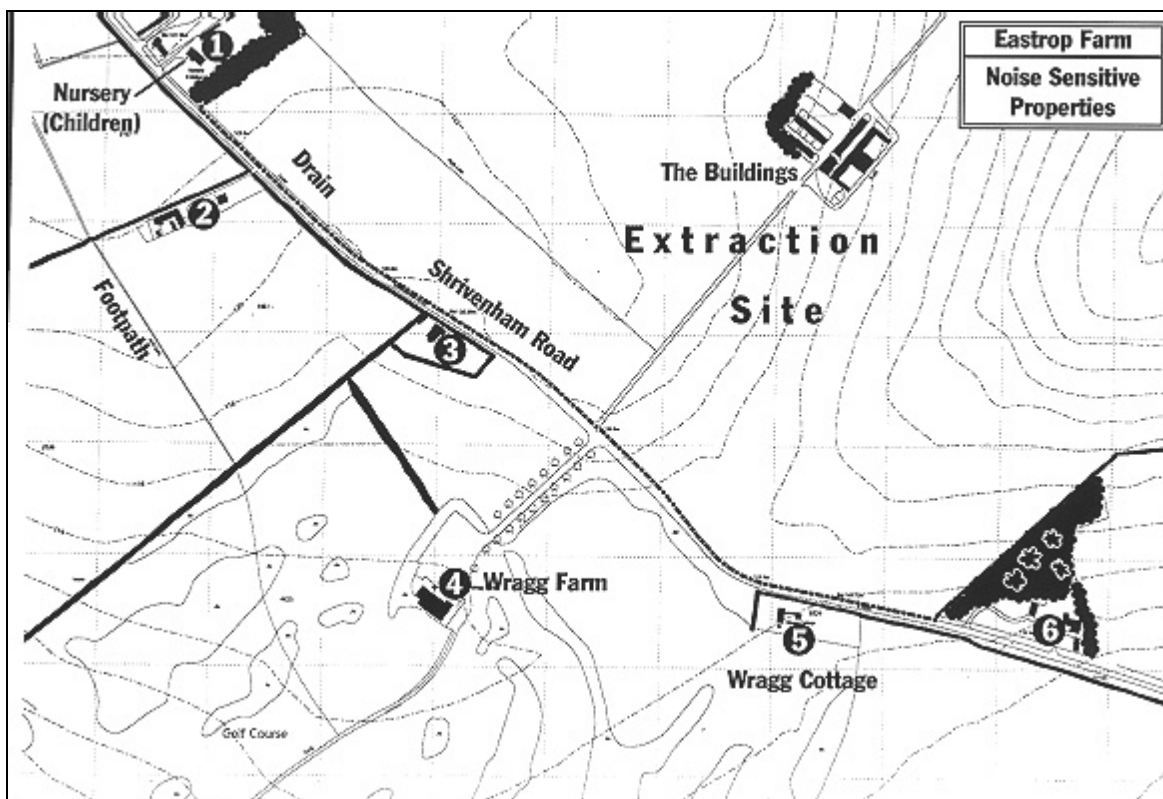 Eastrop Farm
Noise Sensitive
Properties
1
Nursery
(Children)
Drain
The Buildings
2
Extraction
Site
Footpath
Shrivenham Road
3
4
Wragg Farm
5
Wragg Cottage
6
Golf Course